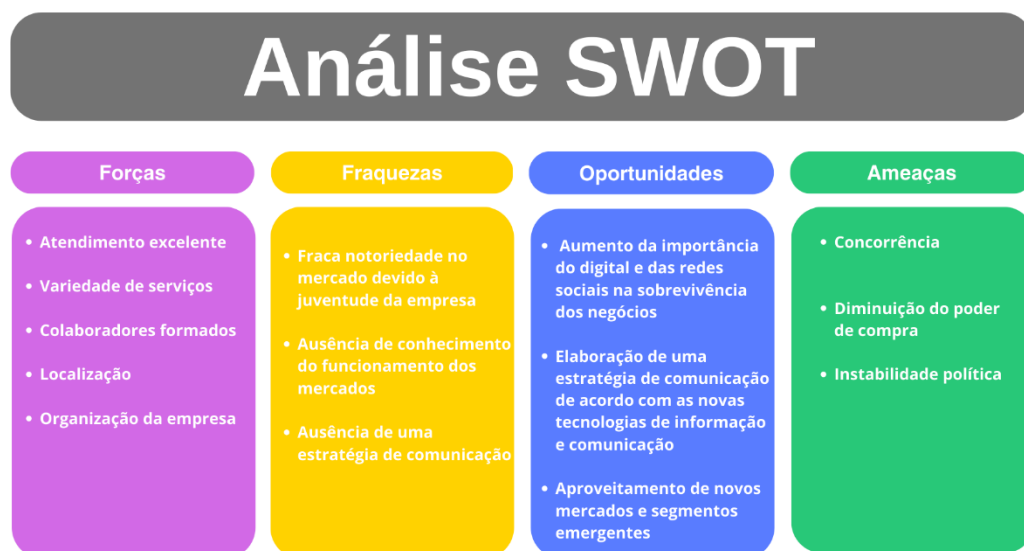 Análise SWOT
Forças
Atendimento excelente
Variedade de serviços
Colaboradores formados
Localização
Organização da empresa
Fraquezas
Fraca notoriedade no
mercado devido à
juventude da empresa
Ausência de conhecimento
do funcionamento dos
mercados
Ausência de uma
estratégia de comunicação
Oportunidades
Aumento da importância
do digital e das redes
sociais na sobrevivência
dos negócios
Elaboração de uma
estratégia de comunicação
de acordo com as novas
tecnologias de informação
e comunicação
Aproveitamento de novos
mercados e segmentos
emergentes
Ameaças
Concorrência
Diminuição do poder
de compra
Instabilidade política